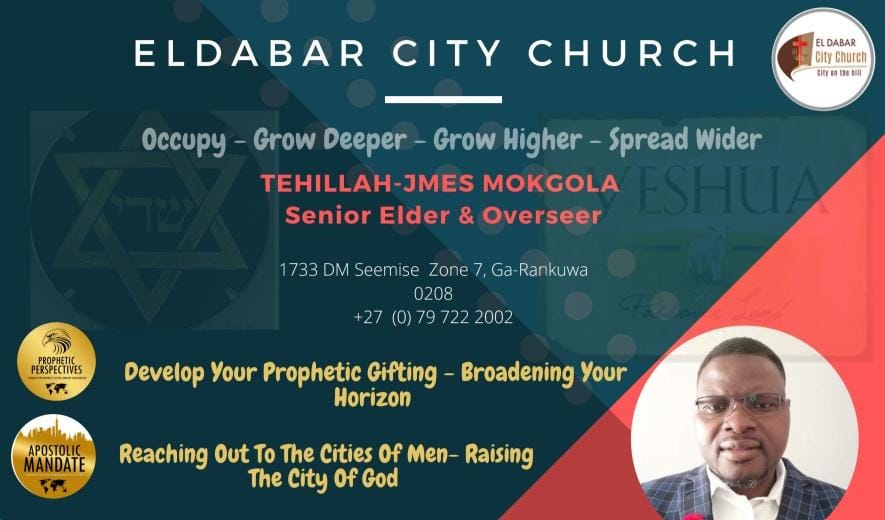 ELDABAR CITY CHURCH
EL DABAR
City Church
City on the hill
Occupy - Grow Deeper - Grow Higher - Spread Wider
TEHILLAH-JMES MOKGOLA
Senior Elder & Overseer
שדי
YESHUA
Passover Lamb
1733 DM Seemise Zone 7, Ga-Rankuwa
0208
+27 (0) 79 722 2002
PROPHETIC
PERSPECTIVES
Develop Your Prophetic Gifting - Broadening Your
Horizon
APOSTOLIC
MANDATE
Reaching Out To The Cities Of Men- Raising
The City Of God